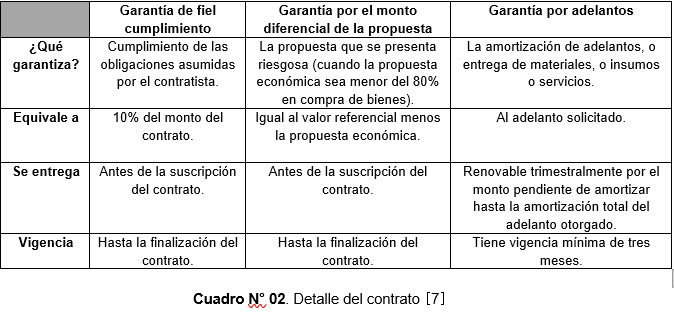 Garantía de fiel cumplimiento
Garantía por el monto diferencial de la propuesta
Garantía por adelantos
¿Qué garantiza?
Cumplimiento de las obligaciones asumidas por el contratista.
La propuesta que se presenta riesgosa (cuando la propuesta económica sea menor del 80% en compra de bienes).
La amortización de adelantos, o entrega de materiales, o insumos o servicios.
Equivale a
10% del monto del contrato.
Igual al valor referencial menos la propuesta económica.
Al adelanto solicitado.
Se entrega
Antes de la suscripción del contrato.
Antes de la suscripción del contrato.
Renovable trimestralmente por el monto pendiente de amortizar hasta la amortización total del adelanto otorgado.
Vigencia
Hasta la finalización del contrato.
Hasta la finalización del contrato.
Tiene vigencia mínima de tres meses.
Cuadro N° 02. Detalle del contrato [7]